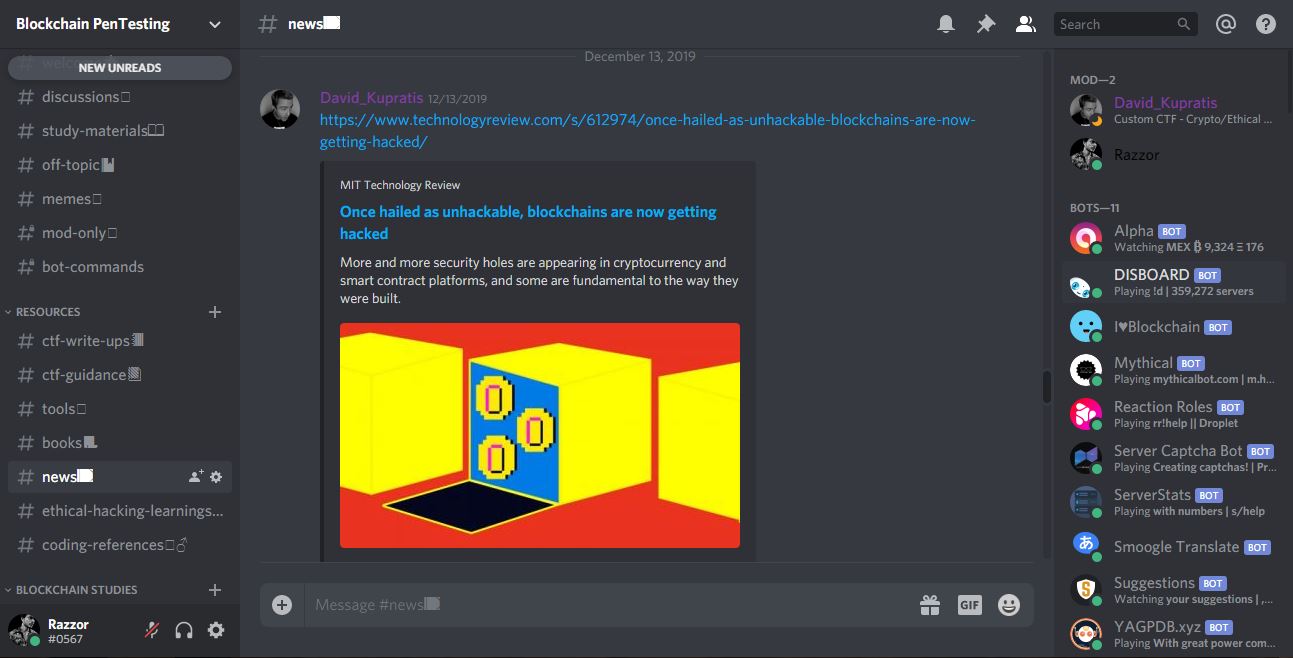 Blockchain PenTesting
NEW UNREADS
discussions
study-materials
off-topic
memes
mod-only
bot-commands
RESOURCES
ctf-write-ups
ctf-guidance
tools
books
news
ethical-hacking-learnings...
coding-references
BLOCKCHAIN STUDIES
Razzor
#0567
# news
Search
December 13, 2019
David_Kupratis 12/13/2019
https://www.technologyreview.com/s/612974/once-hailed-as-unhackable-blockchains-are-now-
getting-hacked/
MIT Technology Review
Once hailed as unhackable, blockchains are now getting
hacked
More and more security holes are appearing in cryptocurrency and
smart contract platforms, and some are fundamental to the way they
were built.
Message #news
GIF
MOD—2
David_Kupratis
Custom CTF - Crypto/Ethical ...
Razzor
BOTS—11
Alpha BOT
Watching MEX ₿ 9,324 Ξ 176
DISBOARD BOT
Playing !d | 359,272 servers
I♥Blockchain BOT
Mythical BOT
Playing mythicalbot.com | m.h...
Reaction Roles BOT
Playing rr!help || Droplet
Server Captcha Bot BOT
Playing Creating captchas! | Pr...
ServerStats BOT
Playing with numbers | s/help
あ
Smoogle Translate BOT
S
Suggestions BOT
Watching your suggestions | ,...
YAGPDB.xyz BOT
Playing With great power com...